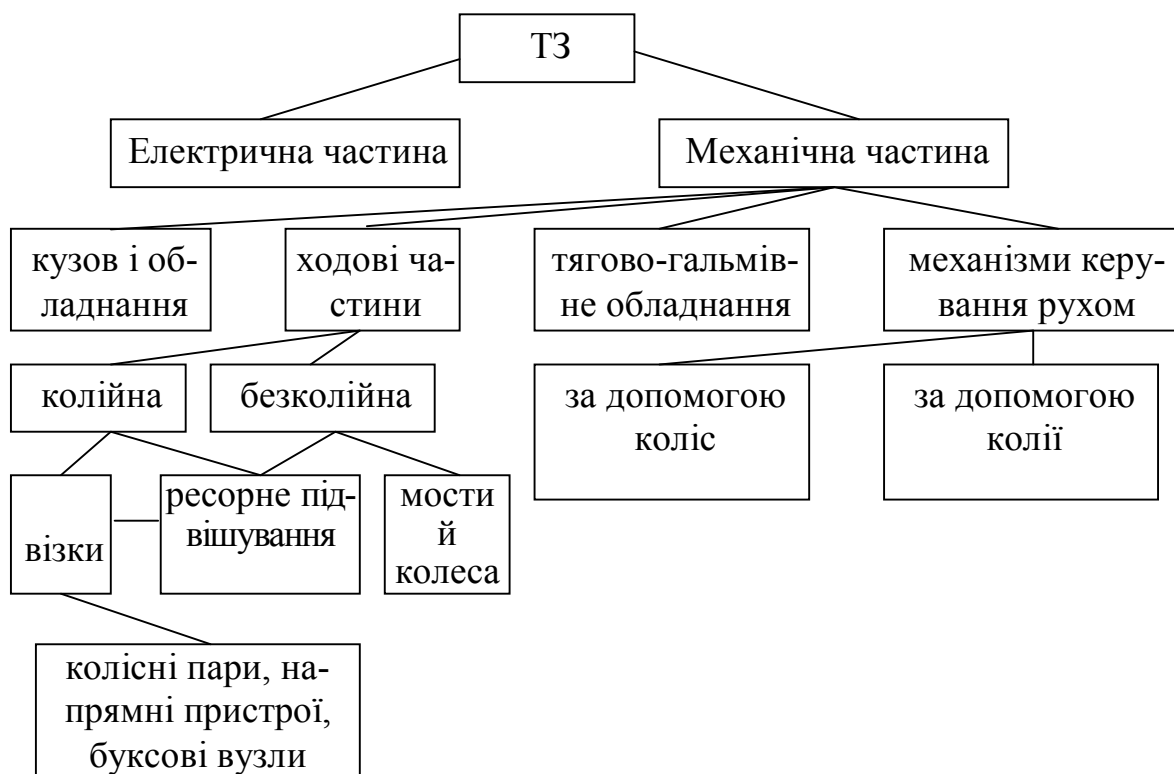 ТЗ
Електрична частина
Механічна частина
кузов і об-
ладнання
ходові ча-
стини
тягово-гальмів-
не обладнання
механізми керу-
вання рухом
колійна
безколійна
за допомогою
коліс
за допомогою
колії
візки
ресорне під-
вішування
мости
й
колеса
колісні пари, на-
прямні пристрої,
буксові вузли